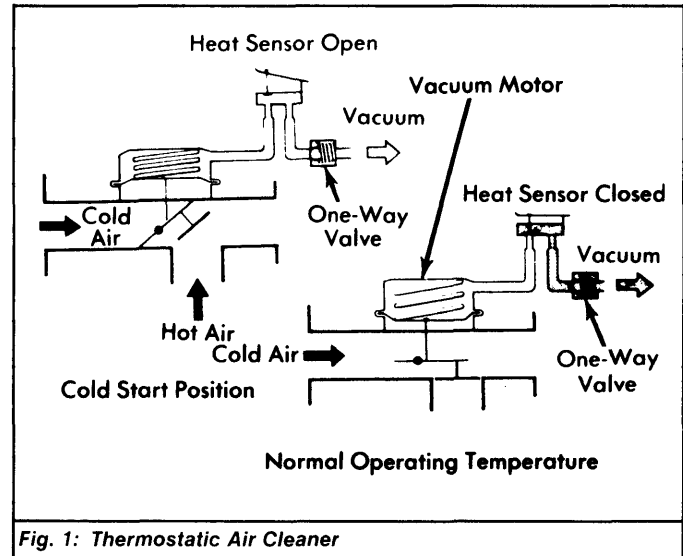 Heat Sensor Open
Vacuum Motor
Vacuum
Heat Sensor Closed
Cold
Air
One-Way
Valve
Vacuum
Hot Air
Cold Air
One-Way
Valve
Cold Start Position
Normal Operating Temperature
Fig. 1: Thermostatic Air Cleaner